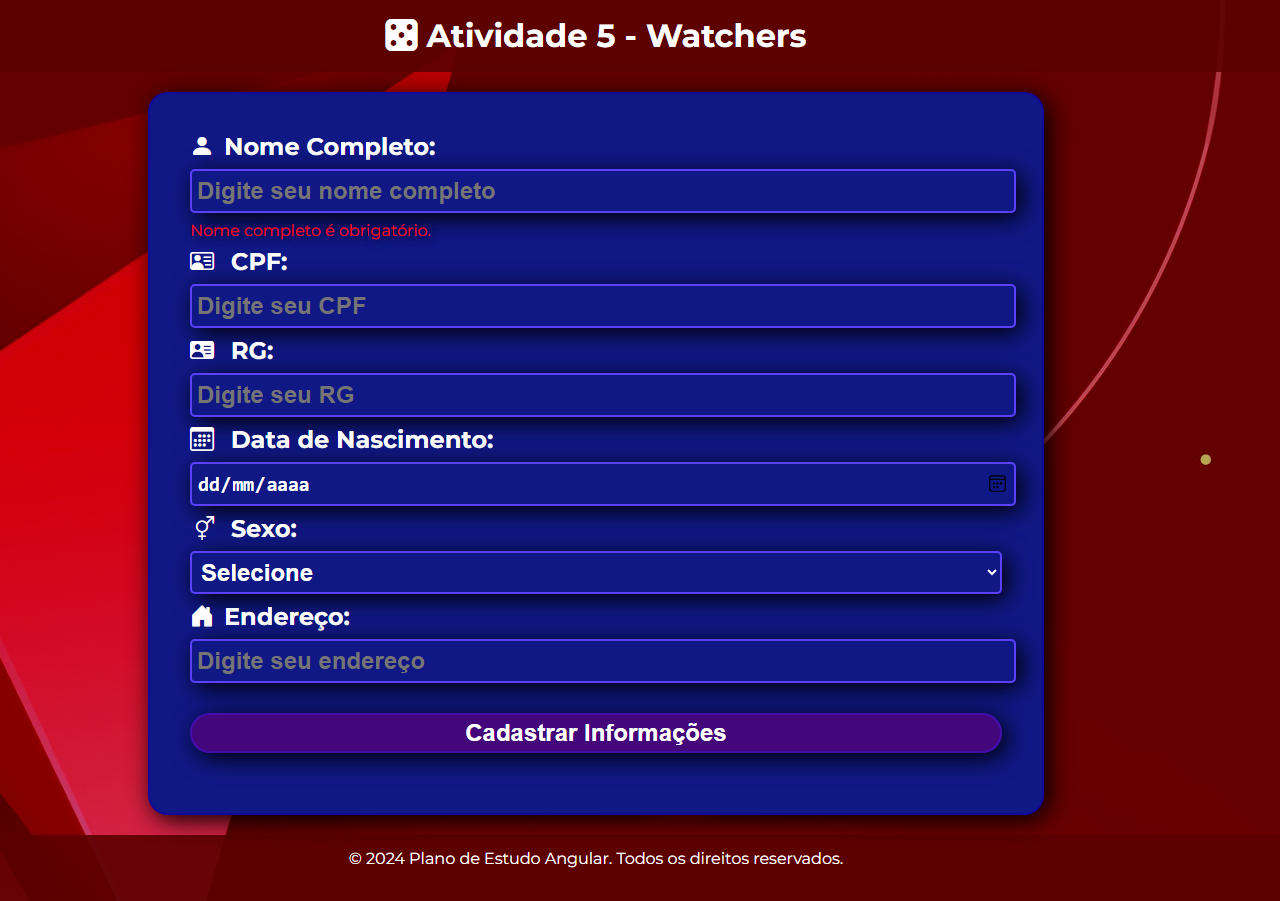 Atividade 5 - Watchers
Nome Completo:
Digite seu nome completo
Nome completo é obrigatório.
CPF:
Digite seu CPF
RG:
Digite seu RG
Data de Nascimento:
dd/mm/aaaa
Sexo:
Selecione
Endereço:
Digite seu endereço
Cadastrar Informações
© 2024 Plano de Estudo Angular. Todos os direitos reservados.